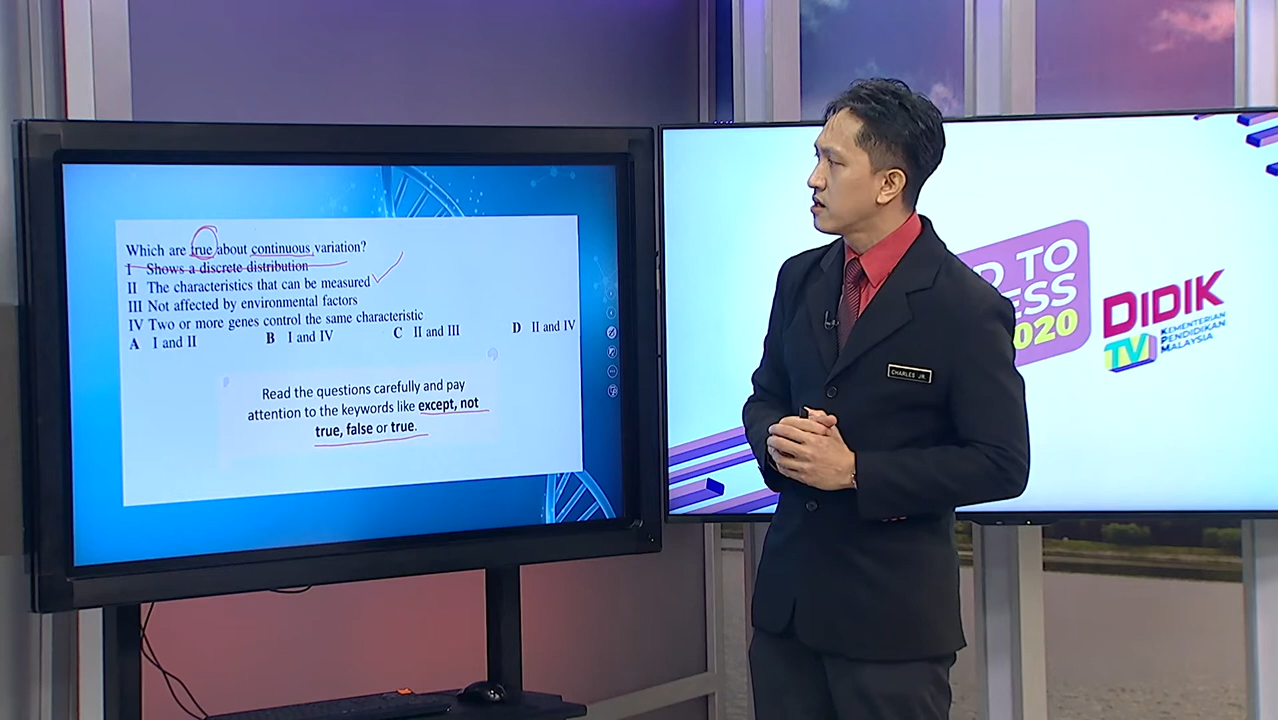 Which are true about continuous variation?
I Shows a discrete distribution
II The characteristics that can be measured
III Not affected by environmental factors
IV Two or more genes control the same characteristic
A I and II B I and IV C II and III D II and IV
Read the questions carefully and pay
attention to the keywords like except, not
true, false or true.
TO
2020
DIDIK
TV
KEMENTERIAN
PENDIDIKAN
MALAYSIA
CHARLES JR.